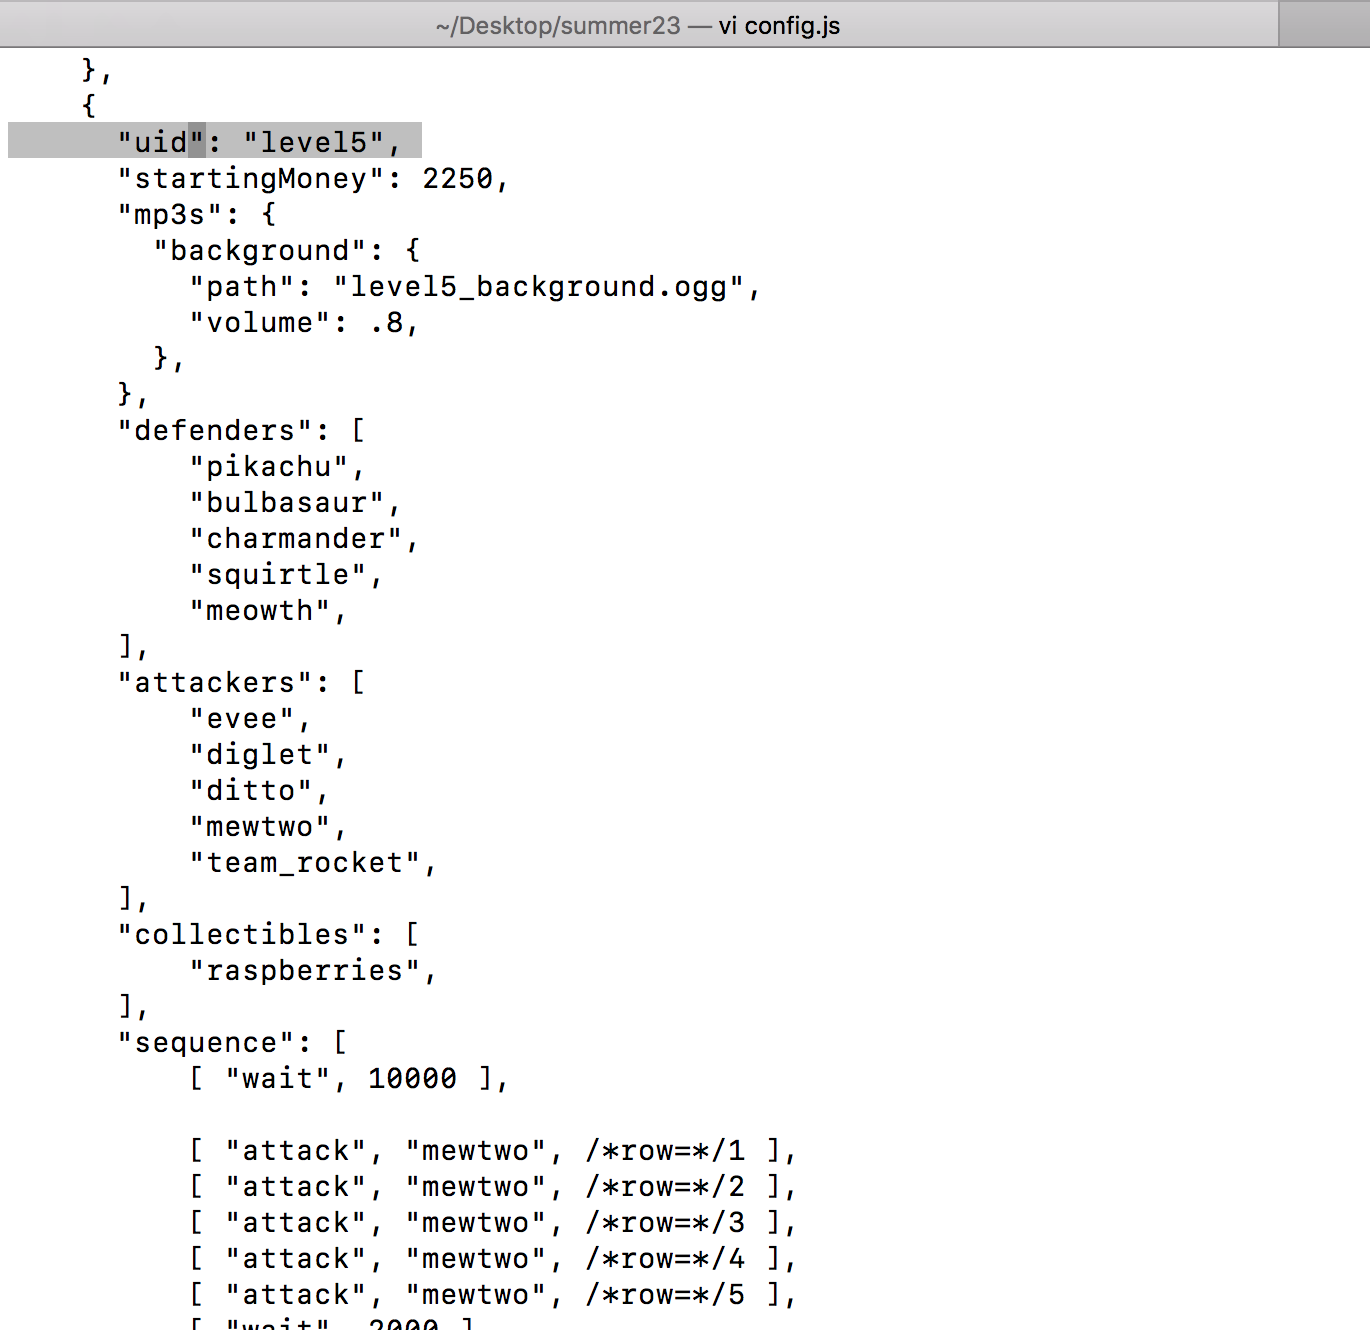 ~/Desktop/summer23 — vi config.js
    },
    {
      "uid": "level5",
      "startingMoney": 2250,
      "mp3s": {
        "background": {
          "path": "level5_background.ogg",
          "volume": .8,
        },
      },
      "defenders": [
          "pikachu",
          "bulbasaur",
          "charmander",
          "squirtle",
          "meowth",
      ],
      "attackers": [
          "evee",
          "diglet",
          "ditto",
          "mewtwo",
          "team_rocket",
      ],
      "collectibles": [
          "raspberries",
      ],
      "sequence": [
          [ "wait", 10000 ],

          [ "attack", "mewtwo", /*row=*/1 ],
          [ "attack", "mewtwo", /*row=*/2 ],
          [ "attack", "mewtwo", /*row=*/3 ],
          [ "attack", "mewtwo", /*row=*/4 ],
          [ "attack", "mewtwo", /*row=*/5 ],
          [ "wait", 2000 ]